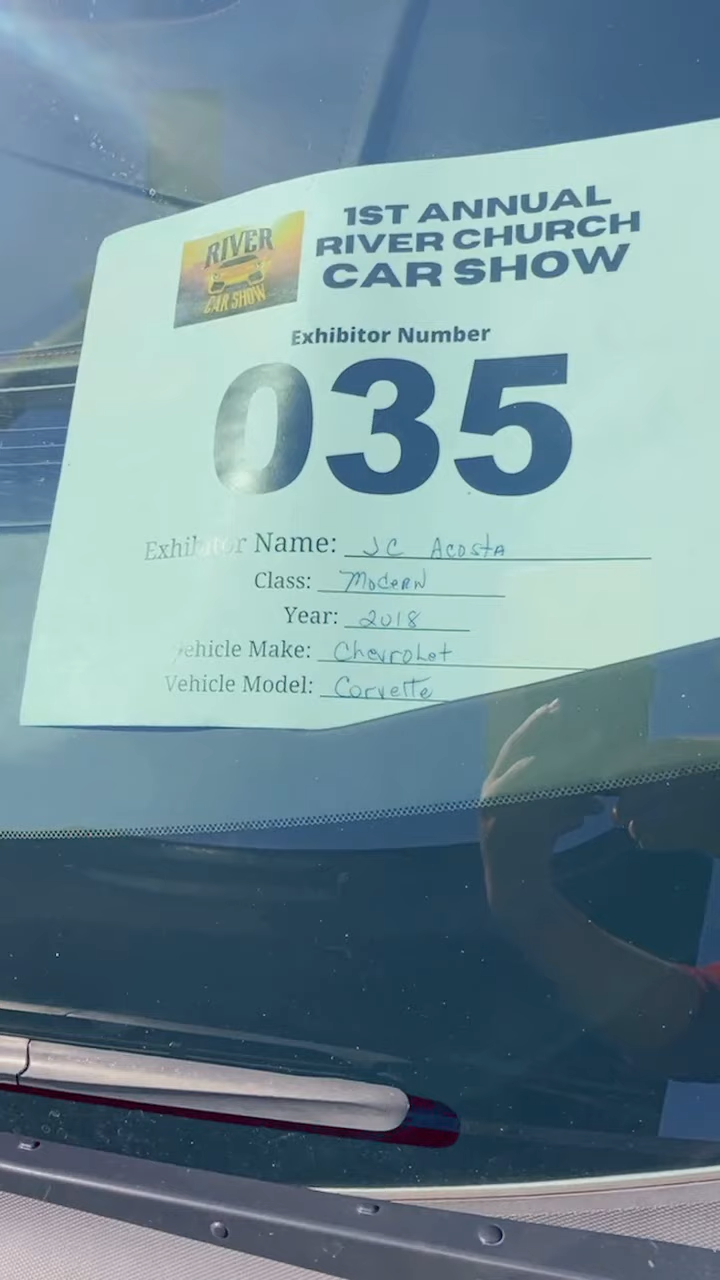 RIVER
CAR SHOW
1ST ANNUAL
RIVER CHURCH
CAR SHOW
Exhibitor Number
035
Exhibitor Name: JC Acosta
Class: Modern
Year: 2018
Vehicle Make: Chevrolet
Vehicle Model: Corvette